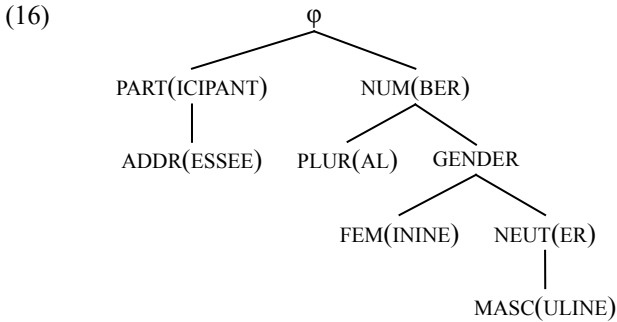 (16) φ
PART(ICIPANT) NUM(BER)
ADDR(ESSEE) PLUR(AL) GENDER
FEM(ININE) NEUT(ER)
MASC(ULINE)